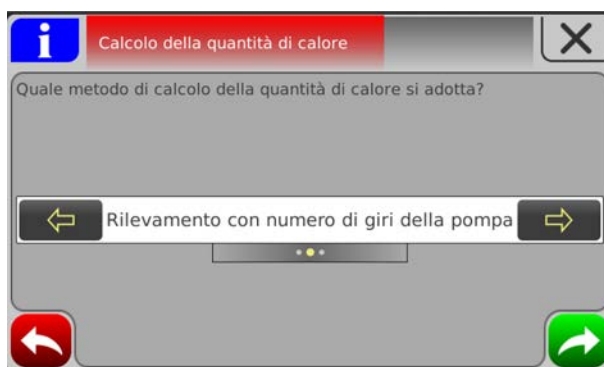 i
Calcolo della quantità di calore
Quale metodo di calcolo della quantità di calore si adotta?
Rilevamento con numero di giri della pompa